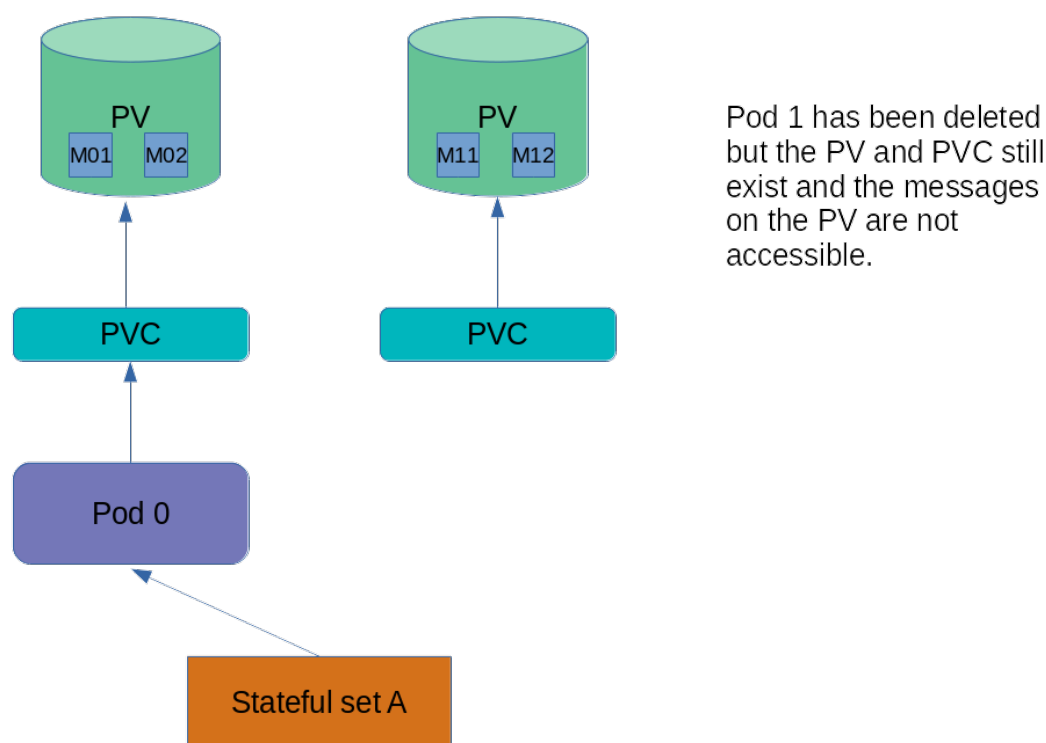 PV
M01 M02
PV
M11 M12
Pod 1 has been deleted
but the PV and PVC still
exist and the messages
on the PV are not
accessible.
PVC
PVC
Pod 0
Stateful set A